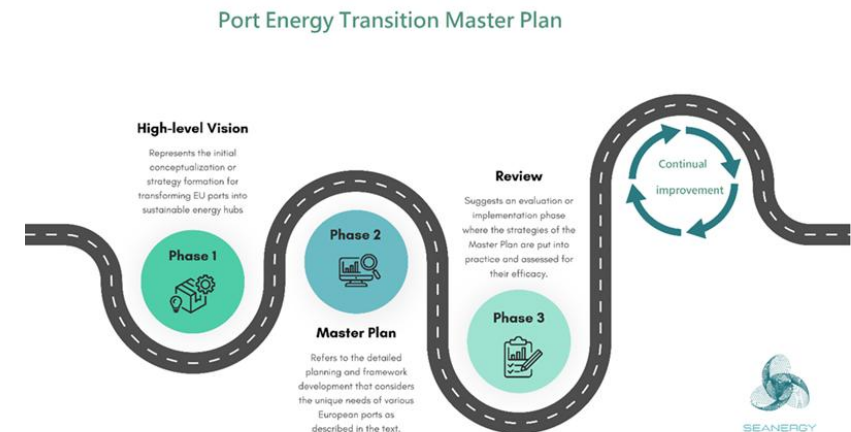 Port Energy Transition Master Plan
High-level Vision
Represents the initial
conceptualization or
strategy formation for
transforming EU ports into
sustainable energy hubs
Phase 1
Phase 2
Master Plan
Refers to the detailed
planning and framework
development that considers
the unique needs of various
European ports as
described in the text.
Review
Suggests an evaluation or
implementation phase
where the strategies of the
Master Plan are put into
practice and assessed for
their efficacy.
Phase 3
Continual
improvement
SEANERGY